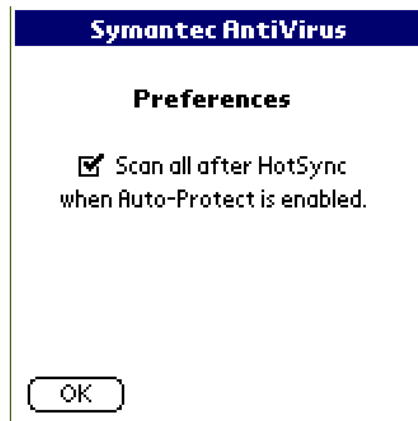 Symantec AntiVirus
Preferences
Scan all after HotSync
when Auto-Protect is enabled.
OK